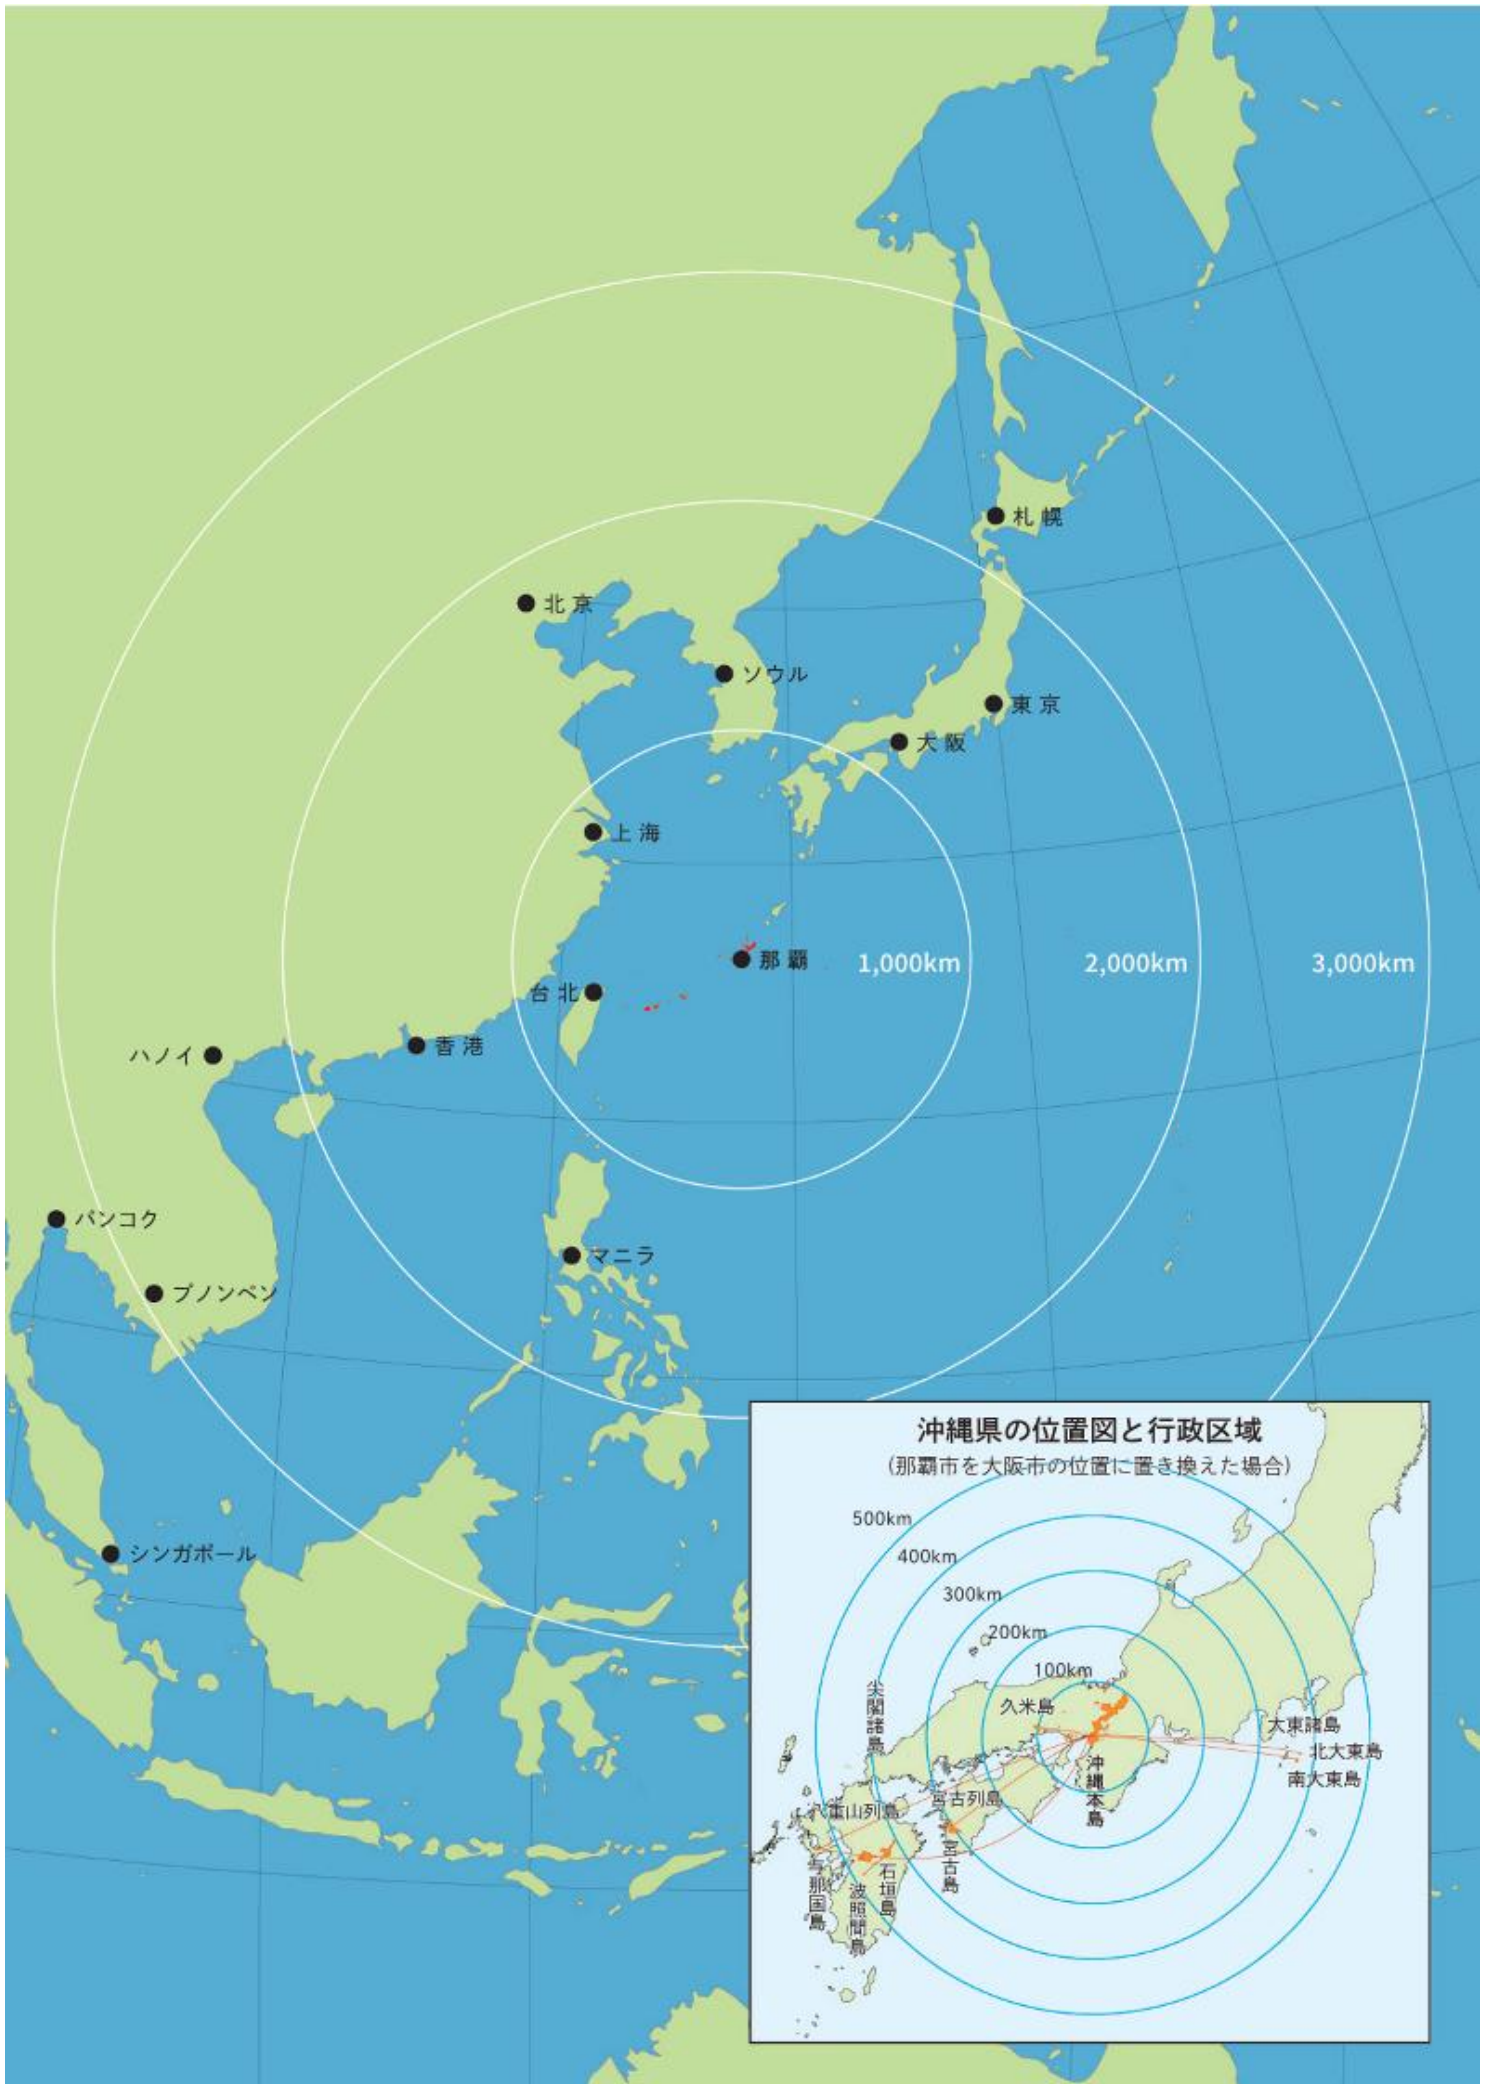 札幌
北京
ソウル
東京
大阪
上海
那覇
1,000km
2,000km
3,000km
台北
香港
ハノイ
バンコク
マニラ
プノンペン
シンガポール
沖縄県の位置図と行政区域
(那覇市を大阪市の位置に置き換えた場合)
500km
400km
300km
200km
100km
尖閣諸島
久米島
大東諸島
北大東島
南大東島
沖縄本島
宮古列島
八重山列島
宮古島
石垣島
波照間島
与那国島